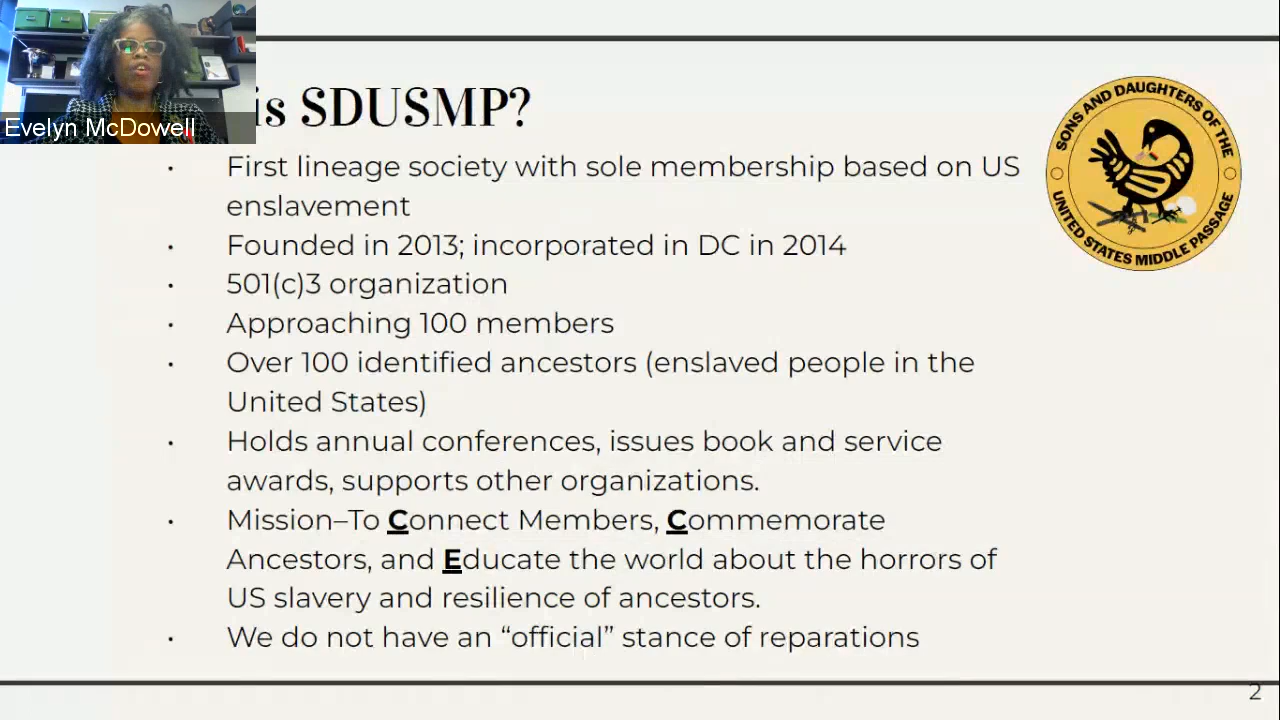 Evelyn McDowell
is SDUSMP?
SONS AND DAUGHTERS OF THE
UNITED STATES MIDDLE PASSAGE
• First lineage society with sole membership based on US
enslavement
• Founded in 2013; incorporated in DC in 2014
• 501(c)3 organization
• Approaching 100 members
• Over 100 identified ancestors (enslaved people in the
United States)
• Holds annual conferences, issues book and service
awards, supports other organizations.
• Mission–To Connect Members, Commemorate
Ancestors, and Educate the world about the horrors of
US slavery and resilience of ancestors.
• We do not have an “official” stance of reparations
2